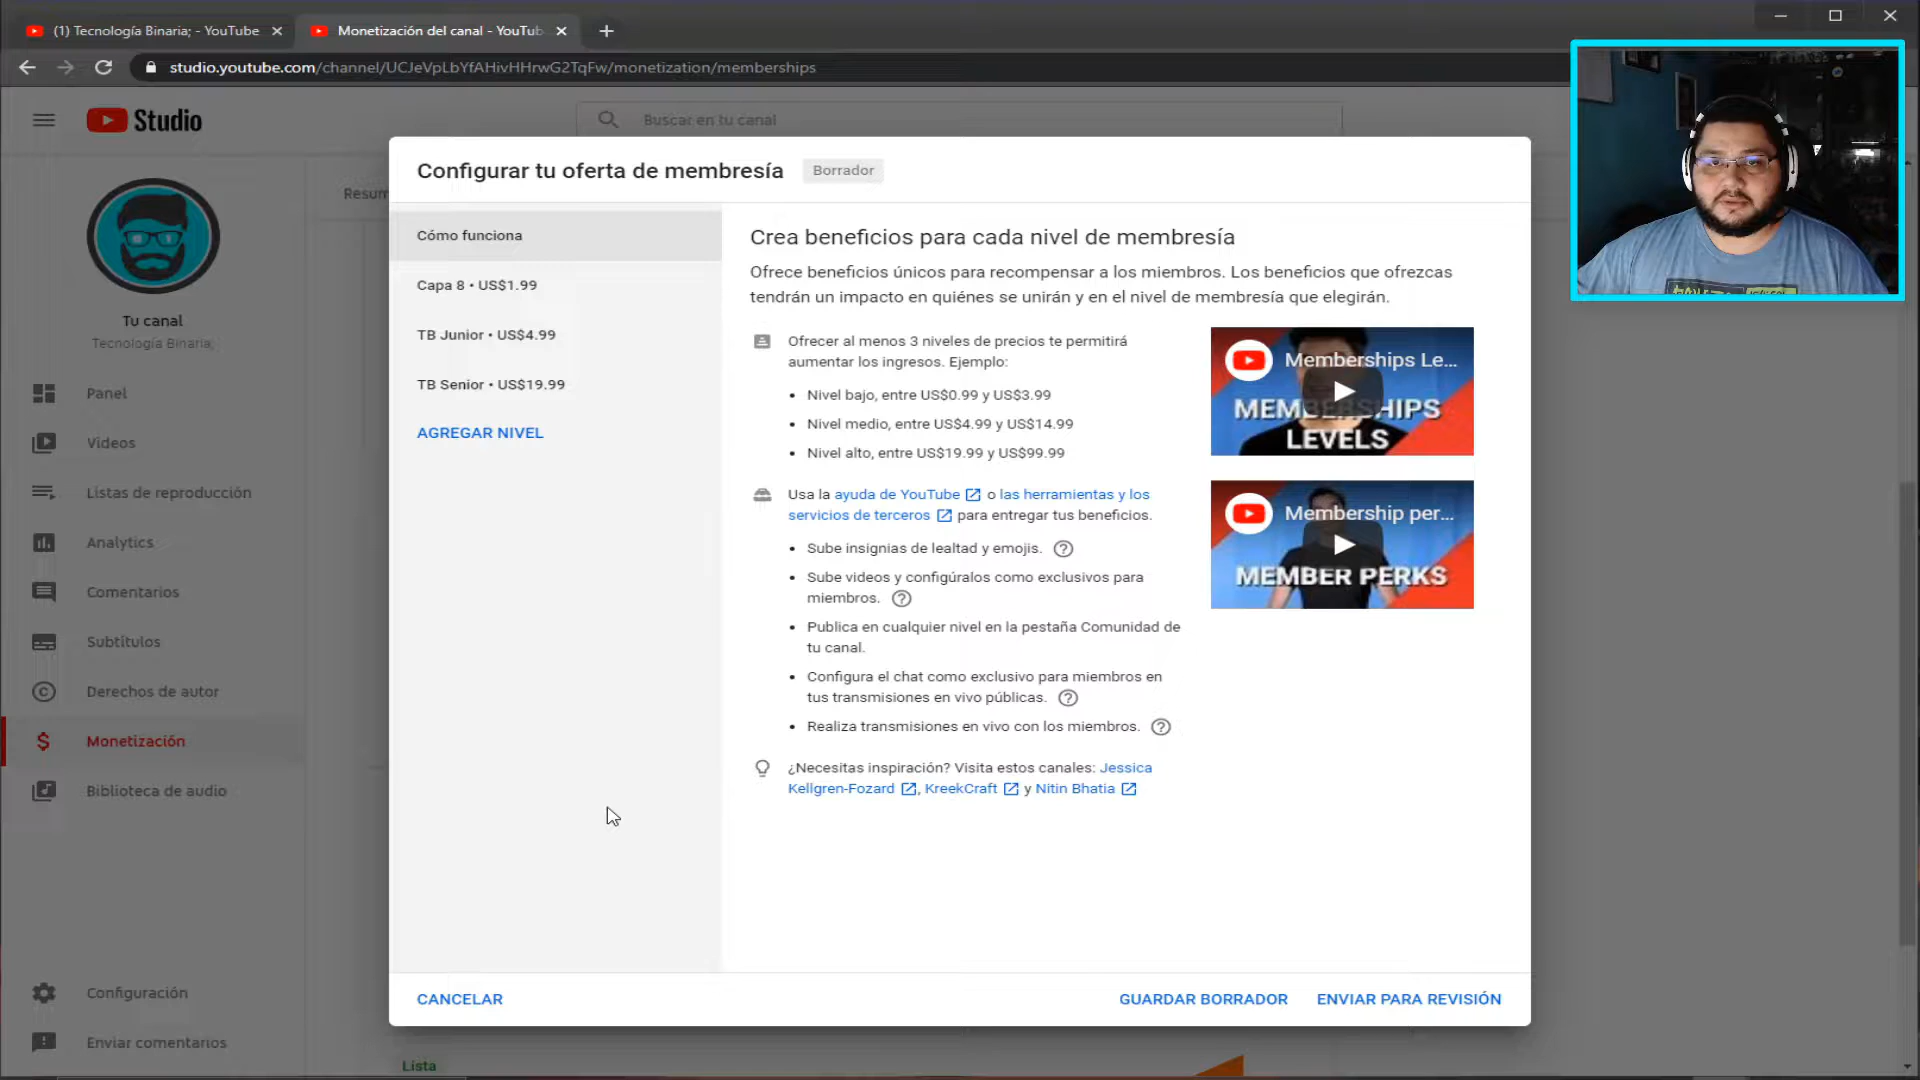 (1) Tecnología Binaria; - YouTube
Monetización del canal - YouTub
studio.youtube.com/channel/UCJeVpLbYfAHivHHrwG2TqFw/monetization/memberships
Studio
Buscar en tu canal
Tu canal
Tecnología Binaria;
Panel
Videos
Listas de reproducción
Analytics
Comentarios
Subtítulos
Derechos de autor
Monetización
Biblioteca de audio
Configuración
Enviar comentarios
Resum
Configurar tu oferta de membresía
Borrador
Cómo funciona
Capa 8 • US$1.99
TB Junior • US$4.99
TB Senior • US$19.99
AGREGAR NIVEL
Crea beneficios para cada nivel de membresía
Ofrece beneficios únicos para recompensar a los miembros. Los beneficios que ofrezcas
tendrán un impacto en quiénes se unirán y en el nivel de membresía que elegirán.
Ofrecer al menos 3 niveles de precios te permitirá
aumentar los ingresos. Ejemplo:
• Nivel bajo, entre US$0.99 y US$3.99
• Nivel medio, entre US$4.99 y US$14.99
• Nivel alto, entre US$19.99 y US$99.99
Usa la ayuda de YouTube o las herramientas y los
servicios de terceros para entregar tus beneficios.
• Sube insignias de lealtad y emojis.
• Sube videos y configúralos como exclusivos para
miembros.
• Publica en cualquier nivel en la pestaña Comunidad de
tu canal.
• Configura el chat como exclusivo para miembros en
tus transmisiones en vivo públicas.
• Realiza transmisiones en vivo con los miembros.
¿Necesitas inspiración? Visita estos canales: Jessica
Kellgren-Fozard, KreekCraft y Nitin Bhatia
Memberships Le...
MEMBERSHIPS
LEVELS
Membership per...
MEMBER PERKS
CANCELAR
GUARDAR BORRADOR
ENVIAR PARA REVISIÓN
Lista